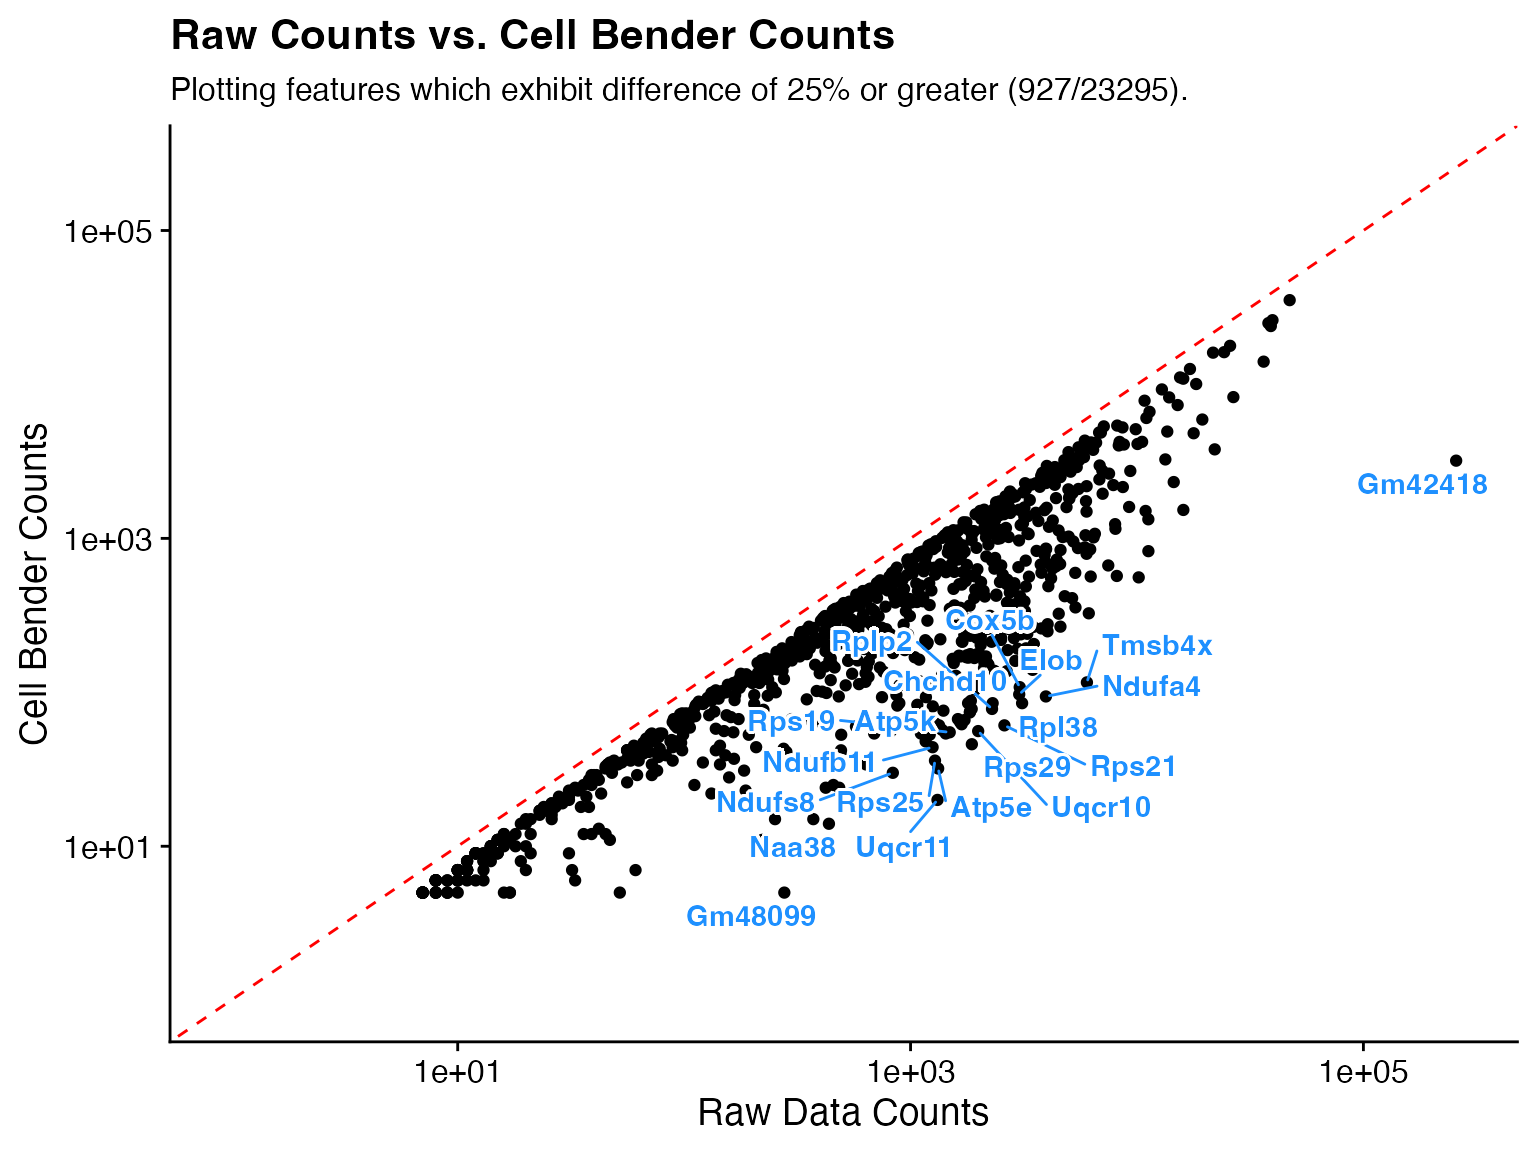 Raw Counts vs. Cell Bender Counts
Plotting features which exhibit difference of 25% or greater (927/23295).
Cell Bender Counts
1e+05
1e+03
1e+01
Gm42418
Cox5b
Rplp2
Tmsb4x
Elob
Chchd10
Ndufa4
Rps19
Atp5k
Rpl38
Ndufb11
Rps29
Rps21
Ndufs8
Rps25
Atp5e
Uqcr10
Naa38
Uqcr11
Gm48099
1e+01
1e+03
1e+05
Raw Data Counts